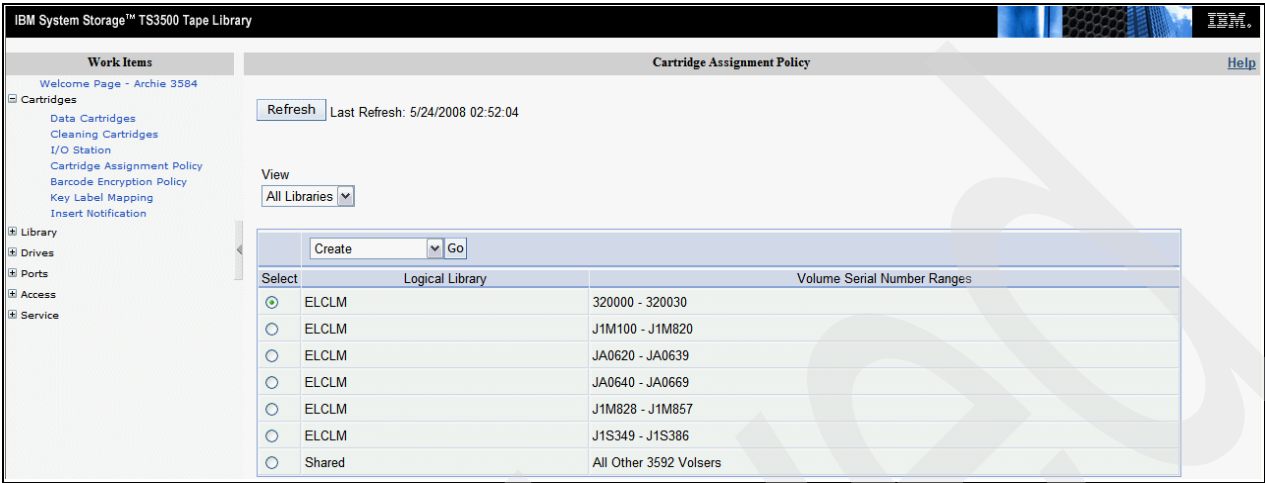 IBM System Storage™ TS3500 Tape Library
IBM.
Work Items
Cartridge Assignment Policy
Help
Welcome Page - Archie 3584
Cartridges
Data Cartridges
Cleaning Cartridges
I/O Station
Cartridge Assignment Policy
Barcode Encryption Policy
Key Label Mapping
Insert Notification
Library
Drives
Ports
Access
Service
Refresh Last Refresh: 5/24/2008 02:52:04
View
All Libraries
Create Go
Select Logical Library Volume Serial Number Ranges
ELCLM 320000 - 320030
ELCLM J1M100 - J1M820
ELCLM JA0620 - JA0639
ELCLM JA0640 - JA0669
ELCLM J1M828 - J1M857
ELCLM J1S349 - J1S386
Shared All Other 3592 Volsers